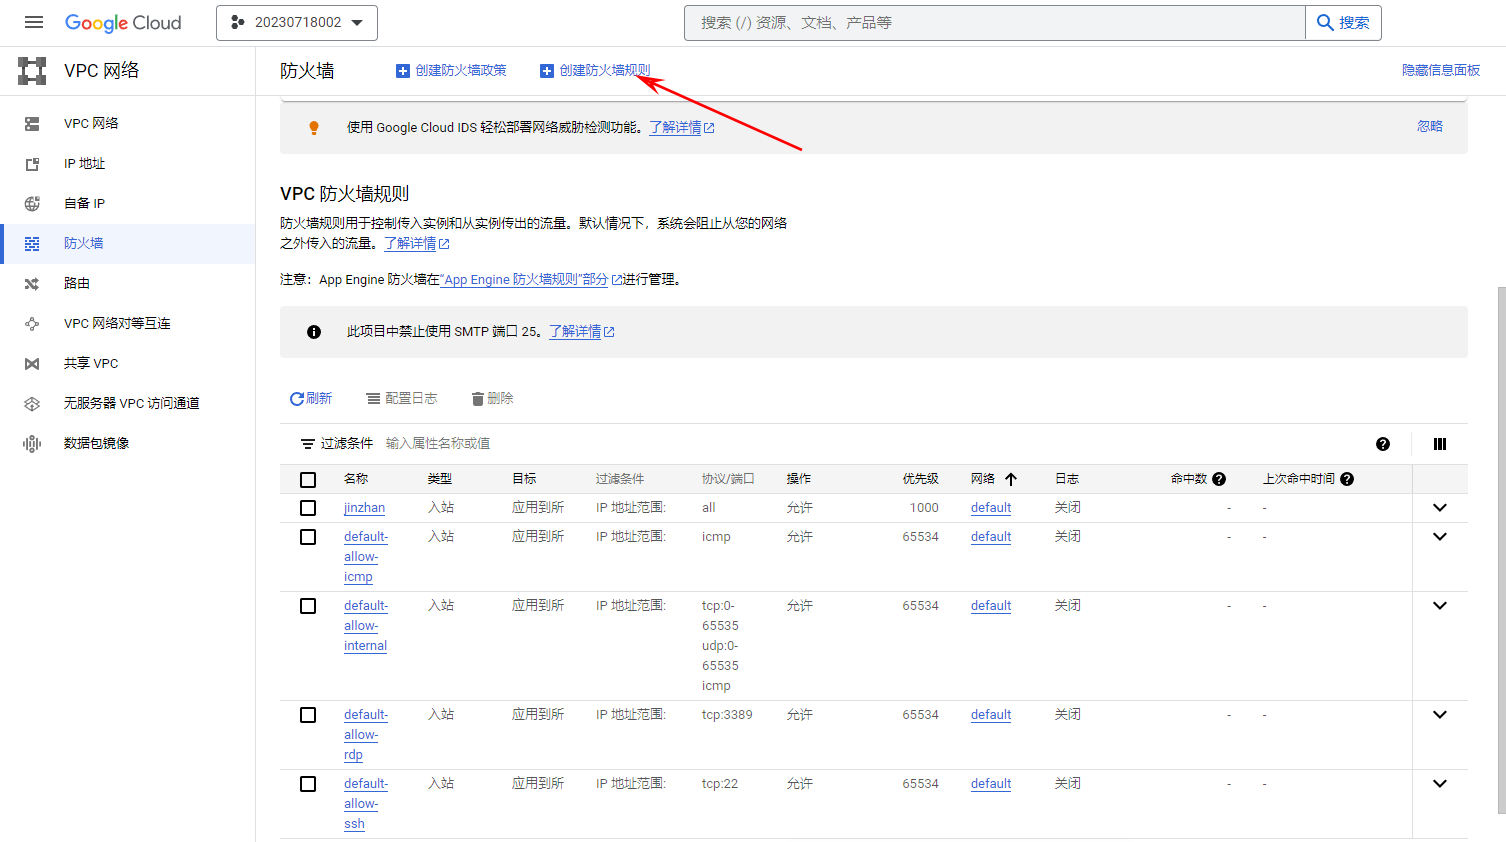 Google Cloud
20230718002
搜索 (/) 资源、文档、产品等
搜索
VPC 网络
防火墙
创建防火墙政策
创建防火墙规则
隐藏信息面板
VPC 网络
IP 地址
自备 IP
防火墙
路由
VPC 网络对等互连
共享 VPC
无服务器 VPC 访问通道
数据包镜像
使用 Google Cloud IDS 轻松部署网络威胁检测功能。了解详情
忽略
VPC 防火墙规则
防火墙规则用于控制传入实例和从实例传出的流量。默认情况下，系统会阻止从您的网络
之外传入的流量。了解详情
注意：App Engine 防火墙在“App Engine 防火墙规则”部分进行管理。
此项目中禁止使用 SMTP 端口 25。了解详情
刷新 配置日志 删除
过滤条件 输入属性名称或值
名称 类型 目标 过滤条件 协议/端口 操作 优先级 网络 日志 命中数 上次命中时间
jinzhan 入站 应用到所 IP 地址范围: all 允许 1000 default 关闭 - -
default- 入站 应用到所 IP 地址范围: icmp 允许 65534 default 关闭 - -
allow-
icmp
default- 入站 应用到所 IP 地址范围: tcp:0- 允许 65534 default 关闭 - -
allow- 65535
internal udp:0-
65535
icmp
default- 入站 应用到所 IP 地址范围: tcp:3389 允许 65534 default 关闭 - -
allow-
rdp
default- 入站 应用到所 IP 地址范围: tcp:22 允许 65534 default 关闭 - -
allow-
ssh